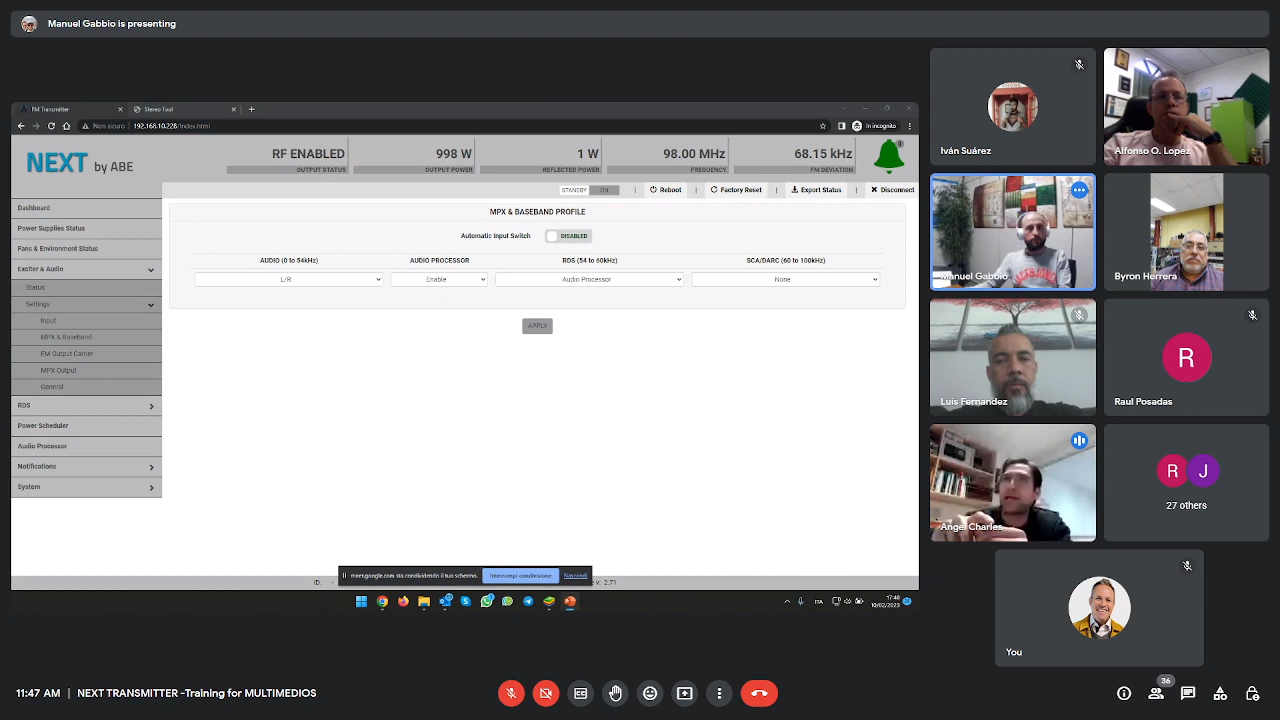 Manuel Gabbio is presenting
FM Transmitter
Stereo Tool
Non sicuro
192.168.10.228/index.html
In incognito
NEXT by ABE
RF ENABLED
OUTPUT STATUS
998 W
OUTPUT POWER
1 W
REFLECTED POWER
98.00 MHz
FREQUENCY
68.15 kHz
FM DEVIATION
0
STANDBY
ON
Reboot
Factory Reset
Export Status
Disconnect
Dashboard
Power Supplies Status
Fans & Environment Status
Exciter & Audio
Status
Settings
Input
MPX & Baseband
FM Output Carrier
MPX Output
General
RDS
Power Scheduler
Audio Processor
Notifications
System
MPX & BASEBAND PROFILE
Automatic Input Switch
DISABLED
AUDIO (0 to 54kHz)
AUDIO PROCESSOR
RDS (54 to 60kHz)
SCA/DARC (60 to 100kHz)
L/R
Enable
Audio Processor
None
APPLY
ID: -
meet.google.com sta condividendo il tuo schermo.
Interrompi condivisione
Nascondi
v: 2.71
ITA
17:48
10/02/2023
Iván Suárez
Alfonso O. Lopez
Manuel Gabbio
Byron Herrera
Luis Fernandez
R
Raul Posadas
Angel Charles
R
J
27 others
You
11:47 AM | NEXT TRANSMITTER -Training for MULTIMEDIOS
36